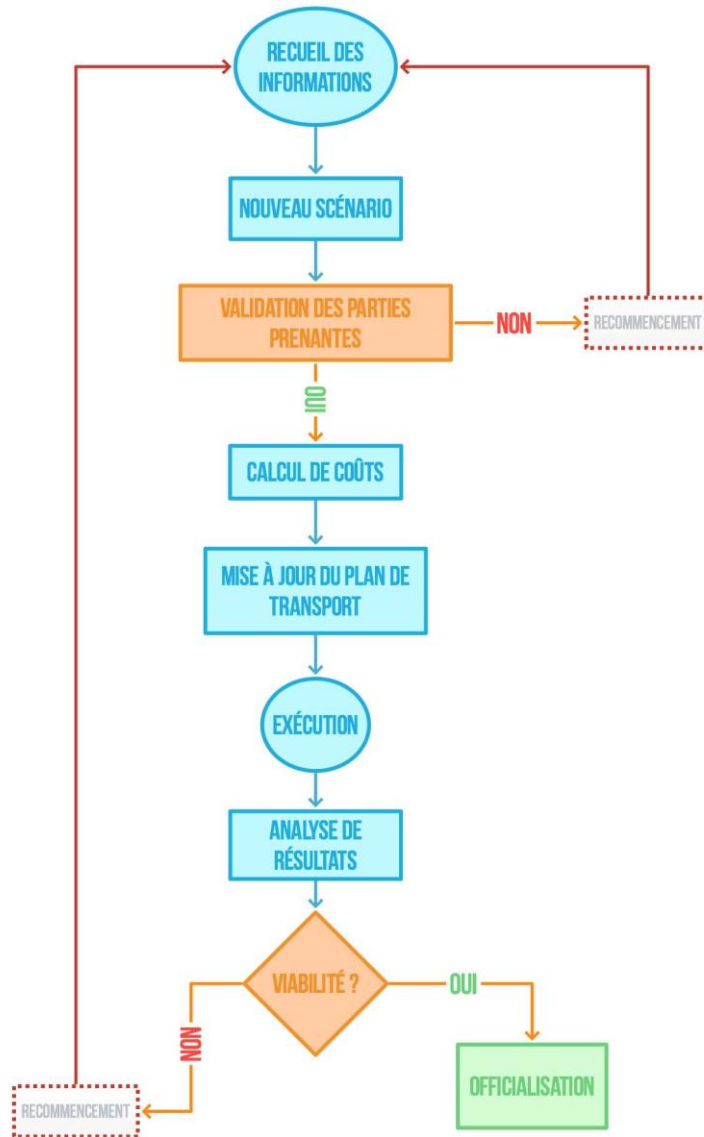 RECUEIL DES
INFORMATIONS
NOUVEAU SCÉNARIO
VALIDATION DES PARTIES
PRENANTES
NON
RECOMMENCEMENT
OUI
CALCUL DE COÛTS
MISE À JOUR DU PLAN DE
TRANSPORT
EXÉCUTION
ANALYSE DE
RÉSULTATS
VIABILITÉ ?
OUI
NON
OFFICIALISATION
RECOMMENCEMENT